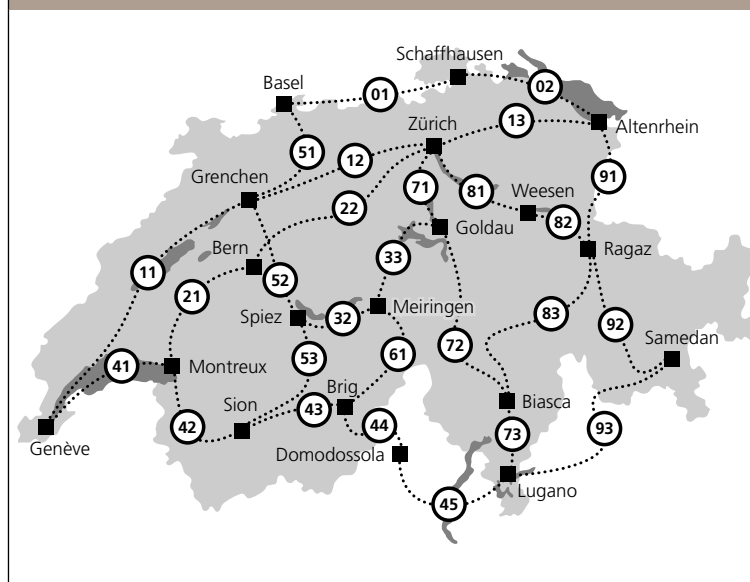 Schaffhausen
Basel
01
02
Zürich
13
Altenrhein
51
12
Grenchen
71
81
Weesen
91
22
82
Goldau
Bern
33
Ragaz
11
52
21
Spiez
32
Meiringen
83
92
Samedan
41
Montreux
53
61
72
Brig
Sion
43
Biasca
42
44
73
93
Genève
Domodossola
45
Lugano